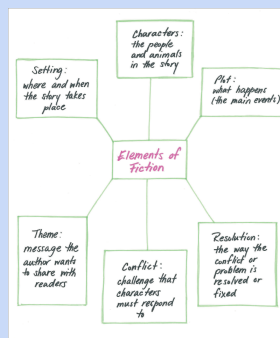 Characters:
the people
and animals
in the story
Setting:
where and when
the story takes
place
Plot:
what happens
(the main events)
Elements of
Fiction
Theme:
message the
author wants
to share with
readers
Conflict:
challenge that
characters
must respond
to
Resolution:
the way the
conflict or
problem is
resolved or
fixed